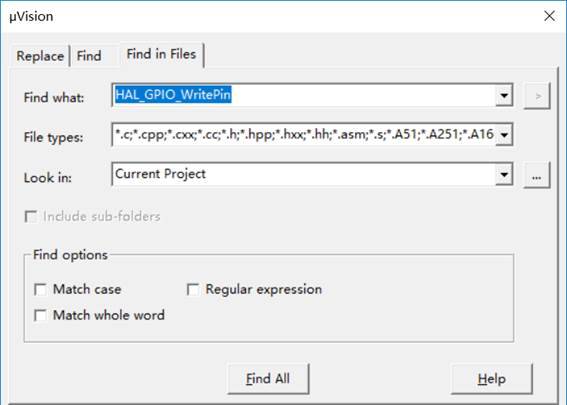 µVision
Replace Find Find in Files
Find what: HAL_GPIO_WritePin >
File types: *.c;*.cpp;*.cxx;*.cc;*.h;*.hpp;*.hxx;*.hh;*.asm;*.s;*.A51;*.A251;*.A16
Look in: Current Project ...
Include sub-folders
Find options
Match case Regular expression
Match whole word
Find All Help